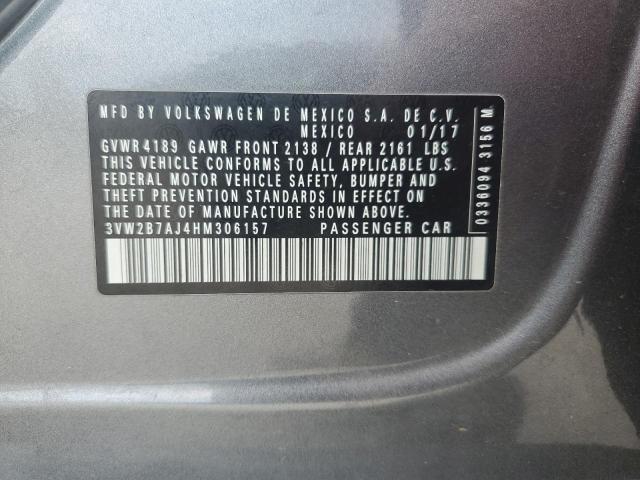 MFD BY VOLKSWAGEN DE MEXICO S.A. DE C.V.
MEXICO 01/17
GVWR 4189 GAWR FRONT 2138 / REAR 2161 LBS
THIS VEHICLE CONFORMS TO ALL APPLICABLE U.S.
FEDERAL MOTOR VEHICLE SAFETY, BUMPER AND
THEFT PREVENTION STANDARDS IN EFFECT ON
THE DATE OF MANUFACTURE SHOWN ABOVE.
3VW2B7AJ4HM306157 PASSENGER CAR
0336094 3156 M